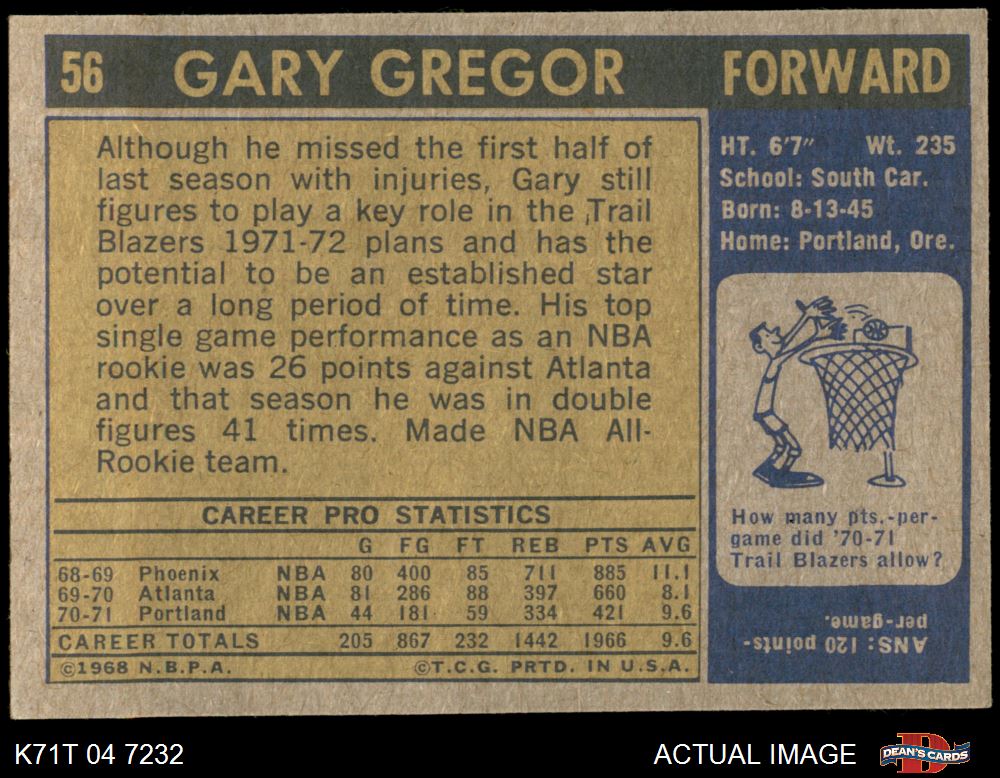 56 GARY GREGOR FORWARD
Although he missed the first half of
last season with injuries, Gary still
figures to play a key role in the Trail
Blazers 1971-72 plans and has the
potential to be an established star
over a long period of time. His top
single game performance as an NBA
rookie was 26 points against Atlanta
and that season he was in double
figures 41 times. Made NBA All-
Rookie team.
CAREER PRO STATISTICS
G FG FT REB PTS AVG
68-69 Phoenix NBA 80 400 85 711 885 11.1
69-70 Atlanta NBA 81 286 88 397 660 8.1
70-71 Portland NBA 44 181 59 334 421 9.6
CAREER TOTALS 205 867 232 1442 1966 9.6
©1968 N.B.P.A. ©T.C.G. PRTD. IN U.S.A.
HT. 6'7" Wt. 235
School: South Car.
Born: 8-13-45
Home: Portland, Ore.
How many pts.-per-
game did '70-71
Trail Blazers allow?
ANS: 120 points-
per-game.
K71T 04 7232 ACTUAL IMAGE DEAN'S CARDS